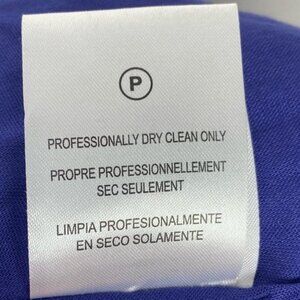 P
PROFESSIONALLY DRY CLEAN ONLY
PROPRE PROFESSIONNELLEMENT
SEC SEULEMENT
LIMPIA PROFESIONALMENTE
EN SECO SOLAMENTE